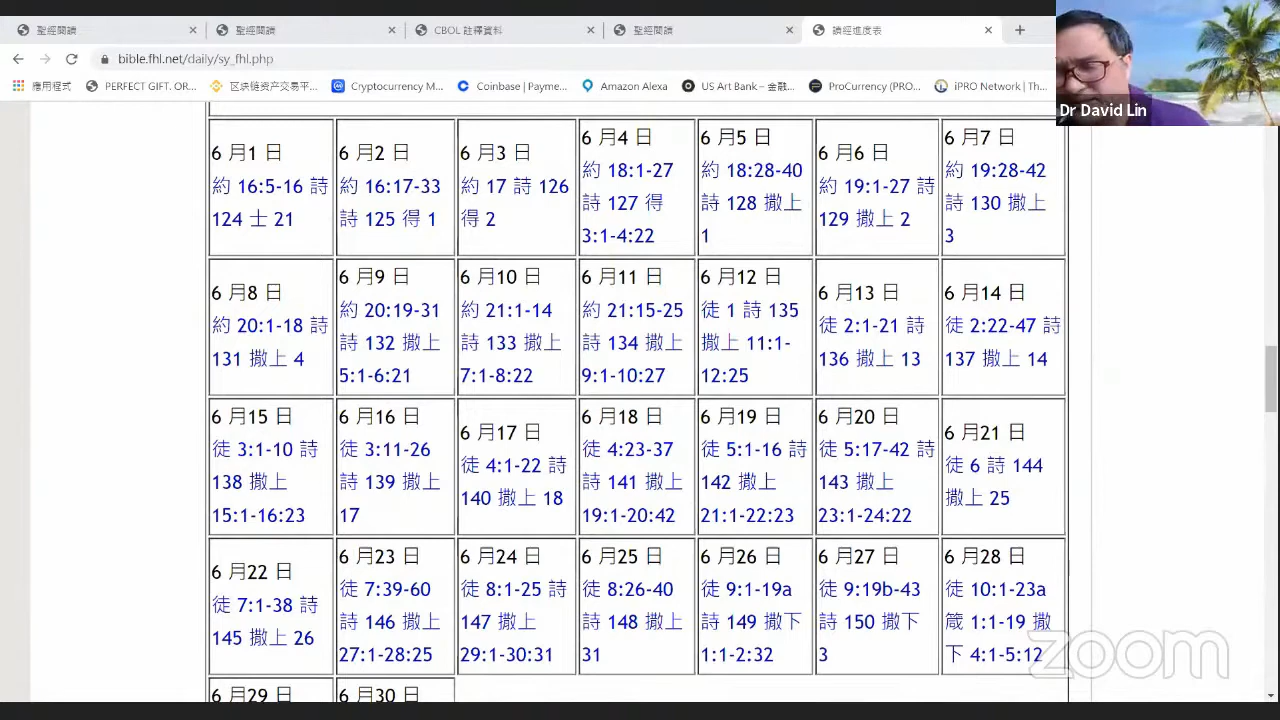 聖經閱讀
聖經閱讀
CBOL 註釋資料
聖經閱讀
讀經進度表
bible.fhl.net/daily/sy_fhl.php
應用程式
PERFECT GIFT. OR...
区块链资产交易平...
Cryptocurrency M...
Coinbase | Payme...
Amazon Alexa
US Art Bank – 金融...
ProCurrency (PRO...
iPRO Network | Th...
Dr David Lin
6 月1 日
約 16:5-16 詩
124 士 21
6 月2 日
約 16:17-33
詩 125 得 1
6 月3 日
約 17 詩 126
得 2
6 月4 日
約 18:1-27
詩 127 得
3:1-4:22
6 月5 日
約 18:28-40
詩 128 撒上
1
6 月6 日
約 19:1-27 詩
129 撒上 2
6 月7 日
約 19:28-42
詩 130 撒上
3
6 月8 日
約 20:1-18 詩
131 撒上 4
6 月9 日
約 20:19-31
詩 132 撒上
5:1-6:21
6 月10 日
約 21:1-14
詩 133 撒上
7:1-8:22
6 月11 日
約 21:15-25
詩 134 撒上
9:1-10:27
6 月12 日
徒 1 詩 135
撒上 11:1-
12:25
6 月13 日
徒 2:1-21 詩
136 撒上 13
6 月14 日
徒 2:22-47 詩
137 撒上 14
6 月15 日
徒 3:1-10 詩
138 撒上
15:1-16:23
6 月16 日
徒 3:11-26
詩 139 撒上
17
6 月17 日
徒 4:1-22 詩
140 撒上 18
6 月18 日
徒 4:23-37
詩 141 撒上
19:1-20:42
6 月19 日
徒 5:1-16 詩
142 撒上
21:1-22:23
6 月20 日
徒 5:17-42 詩
143 撒上
23:1-24:22
6 月21 日
徒 6 詩 144
撒上 25
6 月22 日
徒 7:1-38 詩
145 撒上 26
6 月23 日
徒 7:39-60
詩 146 撒上
27:1-28:25
6 月24 日
徒 8:1-25 詩
147 撒上
29:1-30:31
6 月25 日
徒 8:26-40
詩 148 撒上
31
6 月26 日
徒 9:1-19a
詩 149 撒下
1:1-2:32
6 月27 日
徒 9:19b-43
詩 150 撒下
3
6 月28 日
徒 10:1-23a
箴 1:1-19 撒
下 4:1-5:12
6 月29 日
6 月30 日
zoom